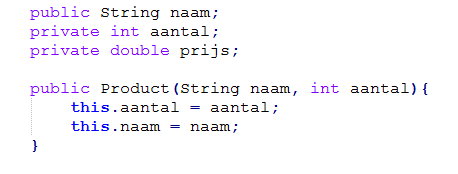 public String naam;
private int aantal;
private double prijs;
public Product(String naam, int aantal){
this.aantal = aantal;
this.naam = naam;
}